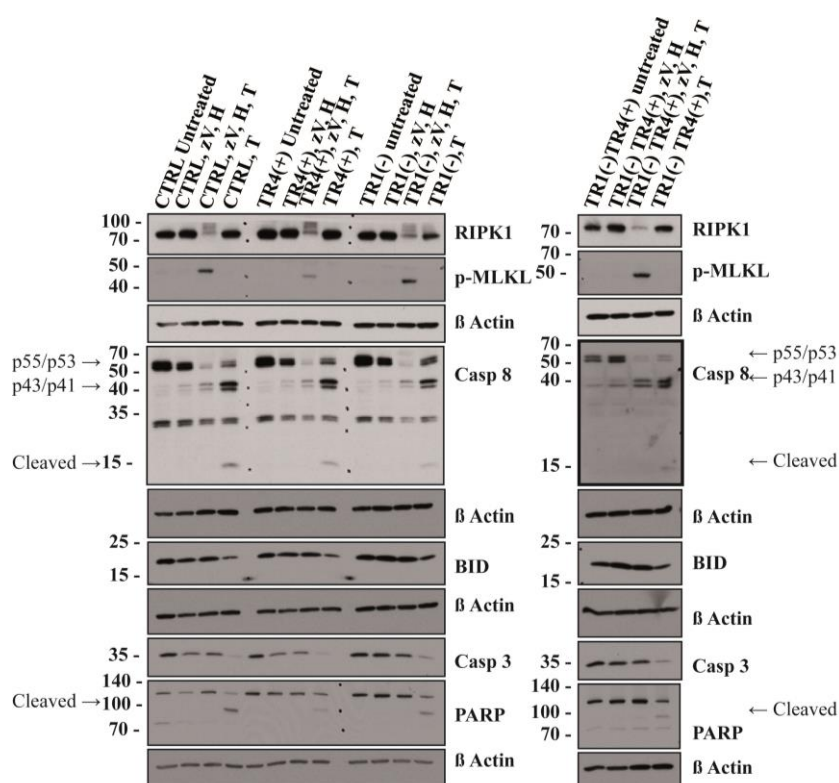 CTRL Untreated
CTRL, zV, H
CTRL, zV, H, T
CTRL, T
TR4(+) Untreated
TR4(+), zV, H
TR4(+), zV, H, T
TR4(+), T
TR1(-) untreated
TR1(-), zV, H
TR1(-), zV, H, T
TR1(-),T
TR1(-)TR4(+) untreated
TR1(-) TR4(+), zV, H
TR1(-) TR4(+), zV, H, T
TR1(-) TR4(+),T
100 -
70 -
RIPK1
70 -
RIPK1
50 -
40 -
p-MLKL
70 -
50 -
p-MLKL
ß Actin
ß Actin
p55/p53 →
p43/p41 →
Cleaved →
70 -
50 -
40 -
35 -
15 -
Casp 8
70 -
50 -
40 -
15 -
← p55/p53
← p43/p41
← Cleaved
ß Actin
ß Actin
25 -
15 -
BID
25 -
15 -
BID
ß Actin
ß Actin
35 -
Casp 3
35 -
Casp 3
Cleaved →
140 -
100 -
70 -
PARP
140 -
100 -
70 -
← Cleaved
PARP
ß Actin
ß Actin